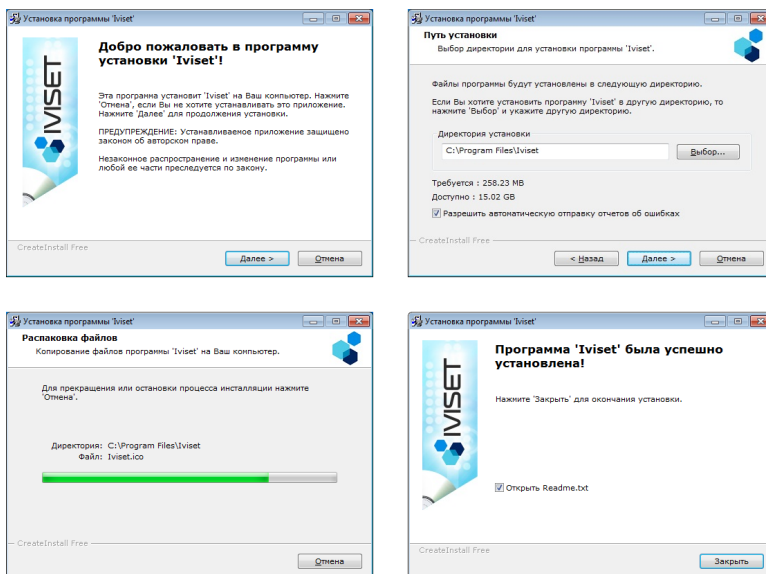 Установка программы 'Iviset'
IVISET
Добро пожаловать в программу
установки 'Iviset'!
Эта программа установит 'Iviset' на Ваш компьютер. Нажмите
'Отмена', если Вы не хотите устанавливать это приложение.
Нажмите 'Далее' для продолжения установки.
ПРЕДУПРЕЖДЕНИЕ: Устанавливаемое приложение защищено
законом об авторском праве.
Незаконное распространение и изменение программы или
любой ее части преследуется по закону.
CreateInstall Free
Далее >
Отмена
Установка программы 'Iviset'
Путь установки
Выбор директории для установки программы 'Iviset'.
Файлы программы будут установлены в следующую директорию.
Если Вы хотите установить программу 'Iviset' в другую директорию, то
нажмите 'Выбор' и укажите другую директорию.
Директория установки
C:\Program Files\Iviset
Выбор...
Требуется : 258.23 MB
Доступно : 15.02 GB
Разрешить автоматическую отправку отчетов об ошибках
CreateInstall Free
< Назад
Далее >
Отмена
Установка программы 'Iviset'
Распаковка файлов
Копирование файлов программы 'Iviset' на Ваш компьютер.
Для прекращения или остановки процесса инсталляции нажмите
'Отмена'.
Директория: C:\Program Files\Iviset
Файл: Iviset.ico
CreateInstall Free
Отмена
Установка программы 'Iviset'
IVISET
Программа 'Iviset' была успешно
установлена!
Нажмите 'Закрыть' для окончания установки.
Открыть Readme.txt
CreateInstall Free
Закрыть